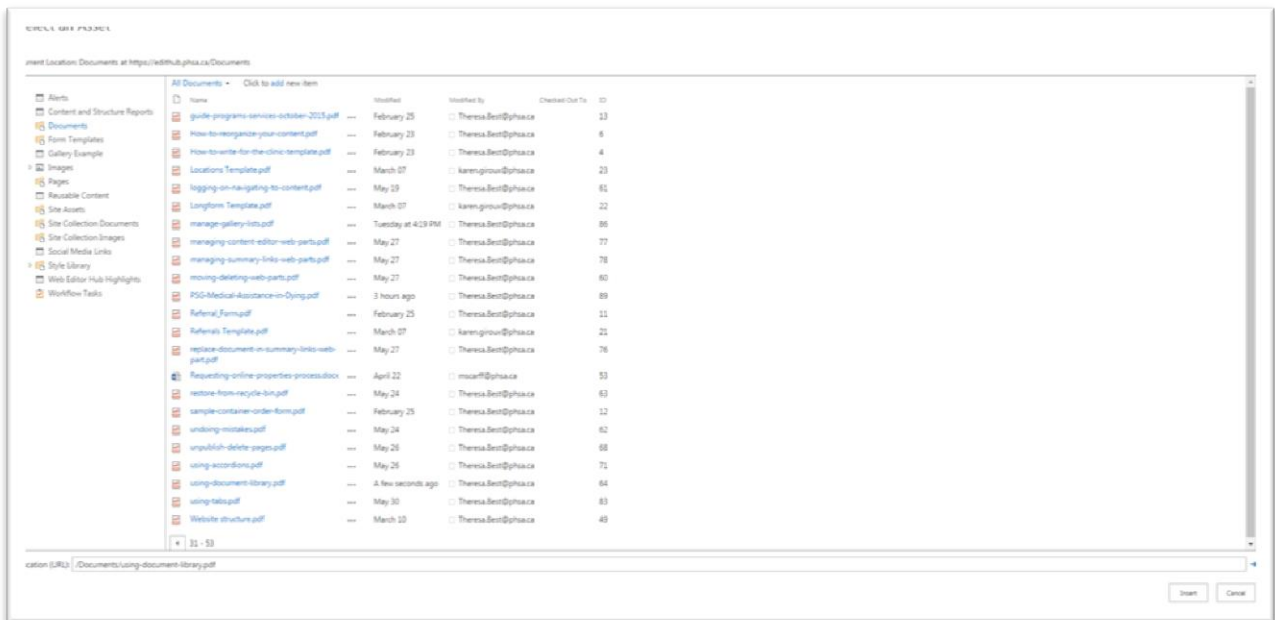 elect an Asset
ment Location: Documents at https://edithub.phsa.ca/Documents
Alerts
Content and Structure Reports
Documents
Form Templates
Gallery Example
Images
Pages
Reusable Content
Site Assets
Site Collection Documents
Site Collection Images
Social Media Links
Style Library
Web Editor Hub Highlights
Workflow Tasks
All Documents Click to add new item
Name Modified Modified By Checked Out To ID
guide-programs-services-october-2015.pdf ... February 25 Theresa.Best@phsa.ca 13
How-to-reorganize-your-content.pdf ... February 23 Theresa.Best@phsa.ca 6
How-to-write-for-the-clinic-template.pdf ... February 23 Theresa.Best@phsa.ca 4
Locations Template.pdf ... March 07 karen.giroux@phsa.ca 23
logging-on-navigating-to-content.pdf ... May 19 Theresa.Best@phsa.ca 61
Longform Template.pdf ... March 07 karen.giroux@phsa.ca 22
manage-gallery-lists.pdf ... Tuesday at 4:19 PM Theresa.Best@phsa.ca 86
managing-content-editor-web-parts.pdf ... May 27 Theresa.Best@phsa.ca 77
managing-summary-links-web-parts.pdf ... May 27 Theresa.Best@phsa.ca 78
moving-deleting-web-parts.pdf ... May 27 Theresa.Best@phsa.ca 60
PSG-Medical-Assistance-in-Dying.pdf ... 3 hours ago Theresa.Best@phsa.ca 89
Referral_Form.pdf ... February 25 Theresa.Best@phsa.ca 11
Referrals Template.pdf ... March 07 karen.giroux@phsa.ca 21
replace-document-in-summary-links-web- ... May 27 Theresa.Best@phsa.ca 76
part.pdf
Requesting-online-properties-process.docx ... April 22 mscarff@phsa.ca 53
restore-from-recycle-bin.pdf ... May 24 Theresa.Best@phsa.ca 63
sample-container-order-form.pdf ... February 25 Theresa.Best@phsa.ca 12
undoing-mistakes.pdf ... May 24 Theresa.Best@phsa.ca 62
unpublish-delete-pages.pdf ... May 26 Theresa.Best@phsa.ca 68
using-accordions.pdf ... May 26 Theresa.Best@phsa.ca 71
using-document-library.pdf ... A few seconds ago Theresa.Best@phsa.ca 64
using-tabs.pdf ... May 30 Theresa.Best@phsa.ca 83
Website structure.pdf ... March 10 Theresa.Best@phsa.ca 49
31 - 53
cation (URL): /Documents/using-document-library.pdf
Insert Cancel